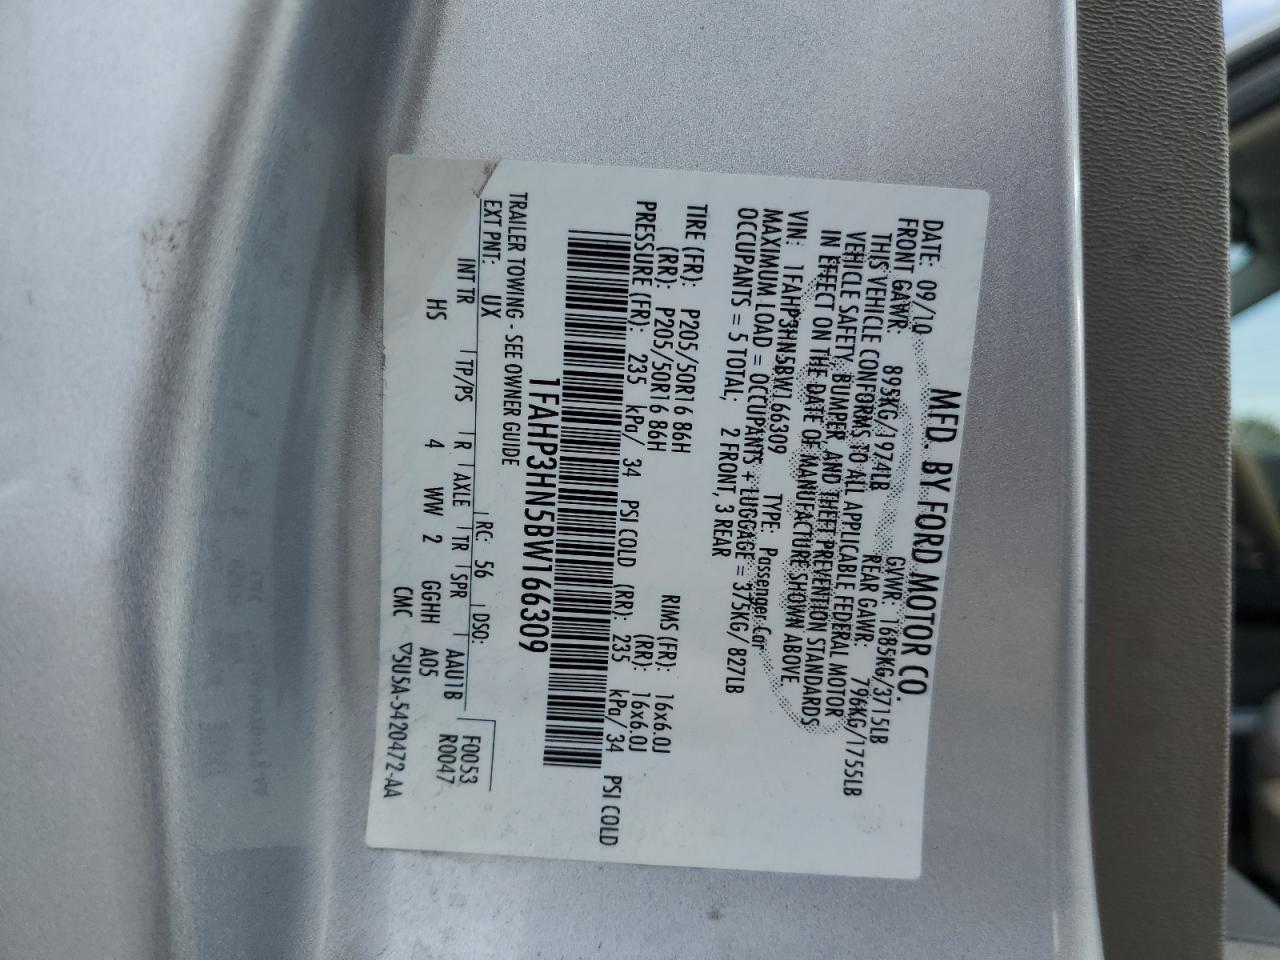 MFD. BY FORD MOTOR CO.
DATE: 09/10 GVWR: 1685KG/3715LB
FRONT GAWR: 895KG/1974LB REAR GAWR: 796KG/1755LB
THIS VEHICLE CONFORMS TO ALL APPLICABLE FEDERAL MOTOR
VEHICLE SAFETY, BUMPER, AND THEFT PREVENTION STANDARDS
IN EFFECT ON THE DATE OF MANUFACTURE SHOWN ABOVE.
VIN: 1FAHP3HN5BW166309 TYPE: Passenger Car
MAXIMUM LOAD = OCCUPANTS + LUGGAGE = 375KG/ 827LB
OCCUPANTS = 5 TOTAL; 2 FRONT, 3 REAR
TIRE (FR): P205/50R16 86H RIMS (FR): 16x6.0J
(RR): P205/50R16 86H (RR): 16x6.0J
PRESSURE (FR): 235 kPa/ 34 PSI COLD (RR): 235 kPa/ 34 PSI COLD
1FAHP3HN5BW166309
TRAILER TOWING - SEE OWNER GUIDE
EXT PNT: UX RC: 56 DSO: F0053
INT TR TP/PS R AXLE TR SPR AAU1B R0047
HS 4 WW 2 GGHH A05
CMC ▽5U5A-5420472-AA